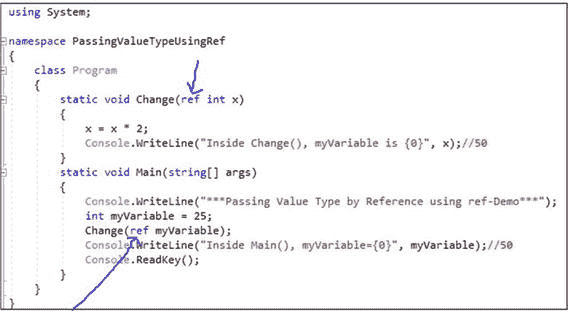 using System;
namespace PassingValueTypeUsingRef
{
class Program
{
static void Change(ref int x)
{
x = x * 2;
Console.WriteLine("Inside Change(), myVariable is {0}", x);//50
}
static void Main(string[] args)
{
Console.WriteLine("***Passing Value Type by Reference using ref-Demo***");
int myVariable = 25;
Change(ref myVariable);
Console.WriteLine("Inside Main(), myVariable={0}", myVariable);//50
Console.ReadKey();
}
}
}